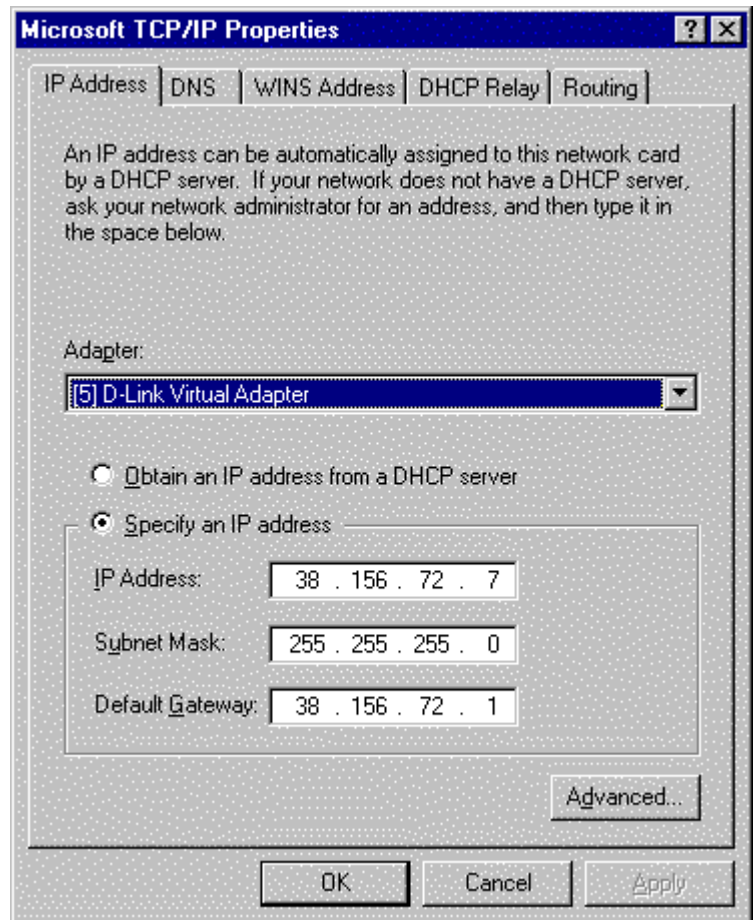 Microsoft TCP/IP Properties
IP Address DNS WINS Address DHCP Relay Routing
An IP address can be automatically assigned to this network card
by a DHCP server. If your network does not have a DHCP server,
ask your network administrator for an address, and then type it in
the space below.
Adapter:
[5] D-Link Virtual Adapter
Obtain an IP address from a DHCP server
Specify an IP address
IP Address: 38 . 156 . 72 . 7
Subnet Mask: 255 . 255 . 255 . 0
Default Gateway: 38 . 156 . 72 . 1
Advanced...
OK Cancel Apply